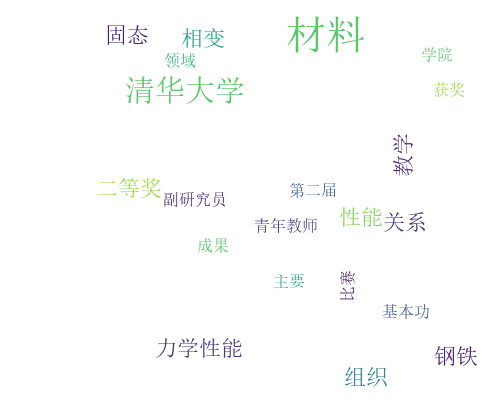 材料
固态
相变
学院
领域
清华大学
获奖
教学
二等奖
副研究员
第二届
性能
关系
青年教师
成果
主要
比赛
基本功
力学性能
钢铁
组织